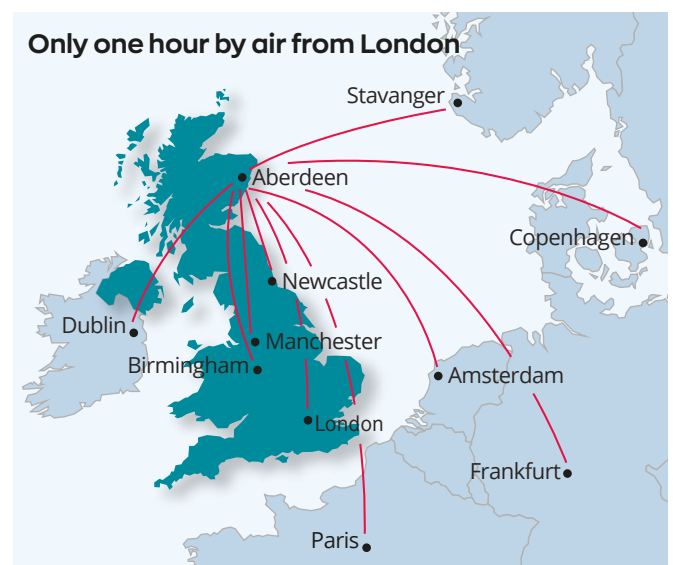 Only one hour by air from London
Stavanger
Aberdeen
Copenhagen
Newcastle
Dublin
Manchester
Birmingham
Amsterdam
London
Frankfurt
Paris